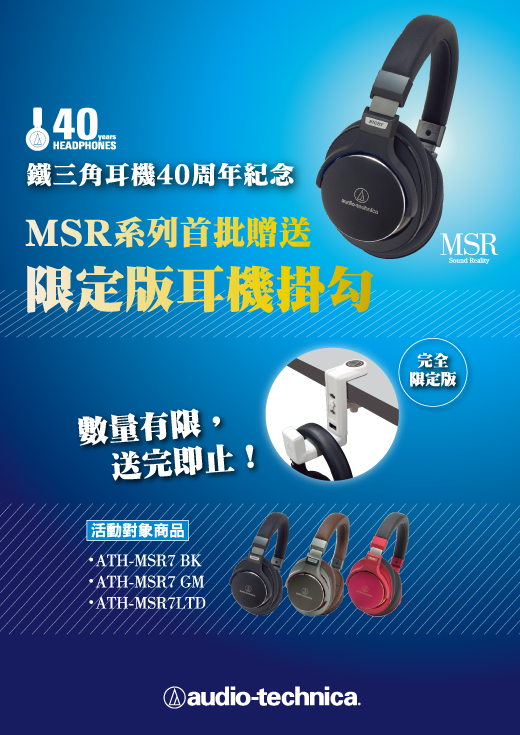 40 years
HEADPHONES
鐵三角耳機40周年紀念
MSR系列首批贈送
限定版耳機掛勾
RIGHT
audio-technica
MSR
Sound Reality
完全
限定版
數量有限，
送完即止！
活動對象商品
・ATH-MSR7 BK
・ATH-MSR7 GM
・ATH-MSR7LTD
audio-technica.